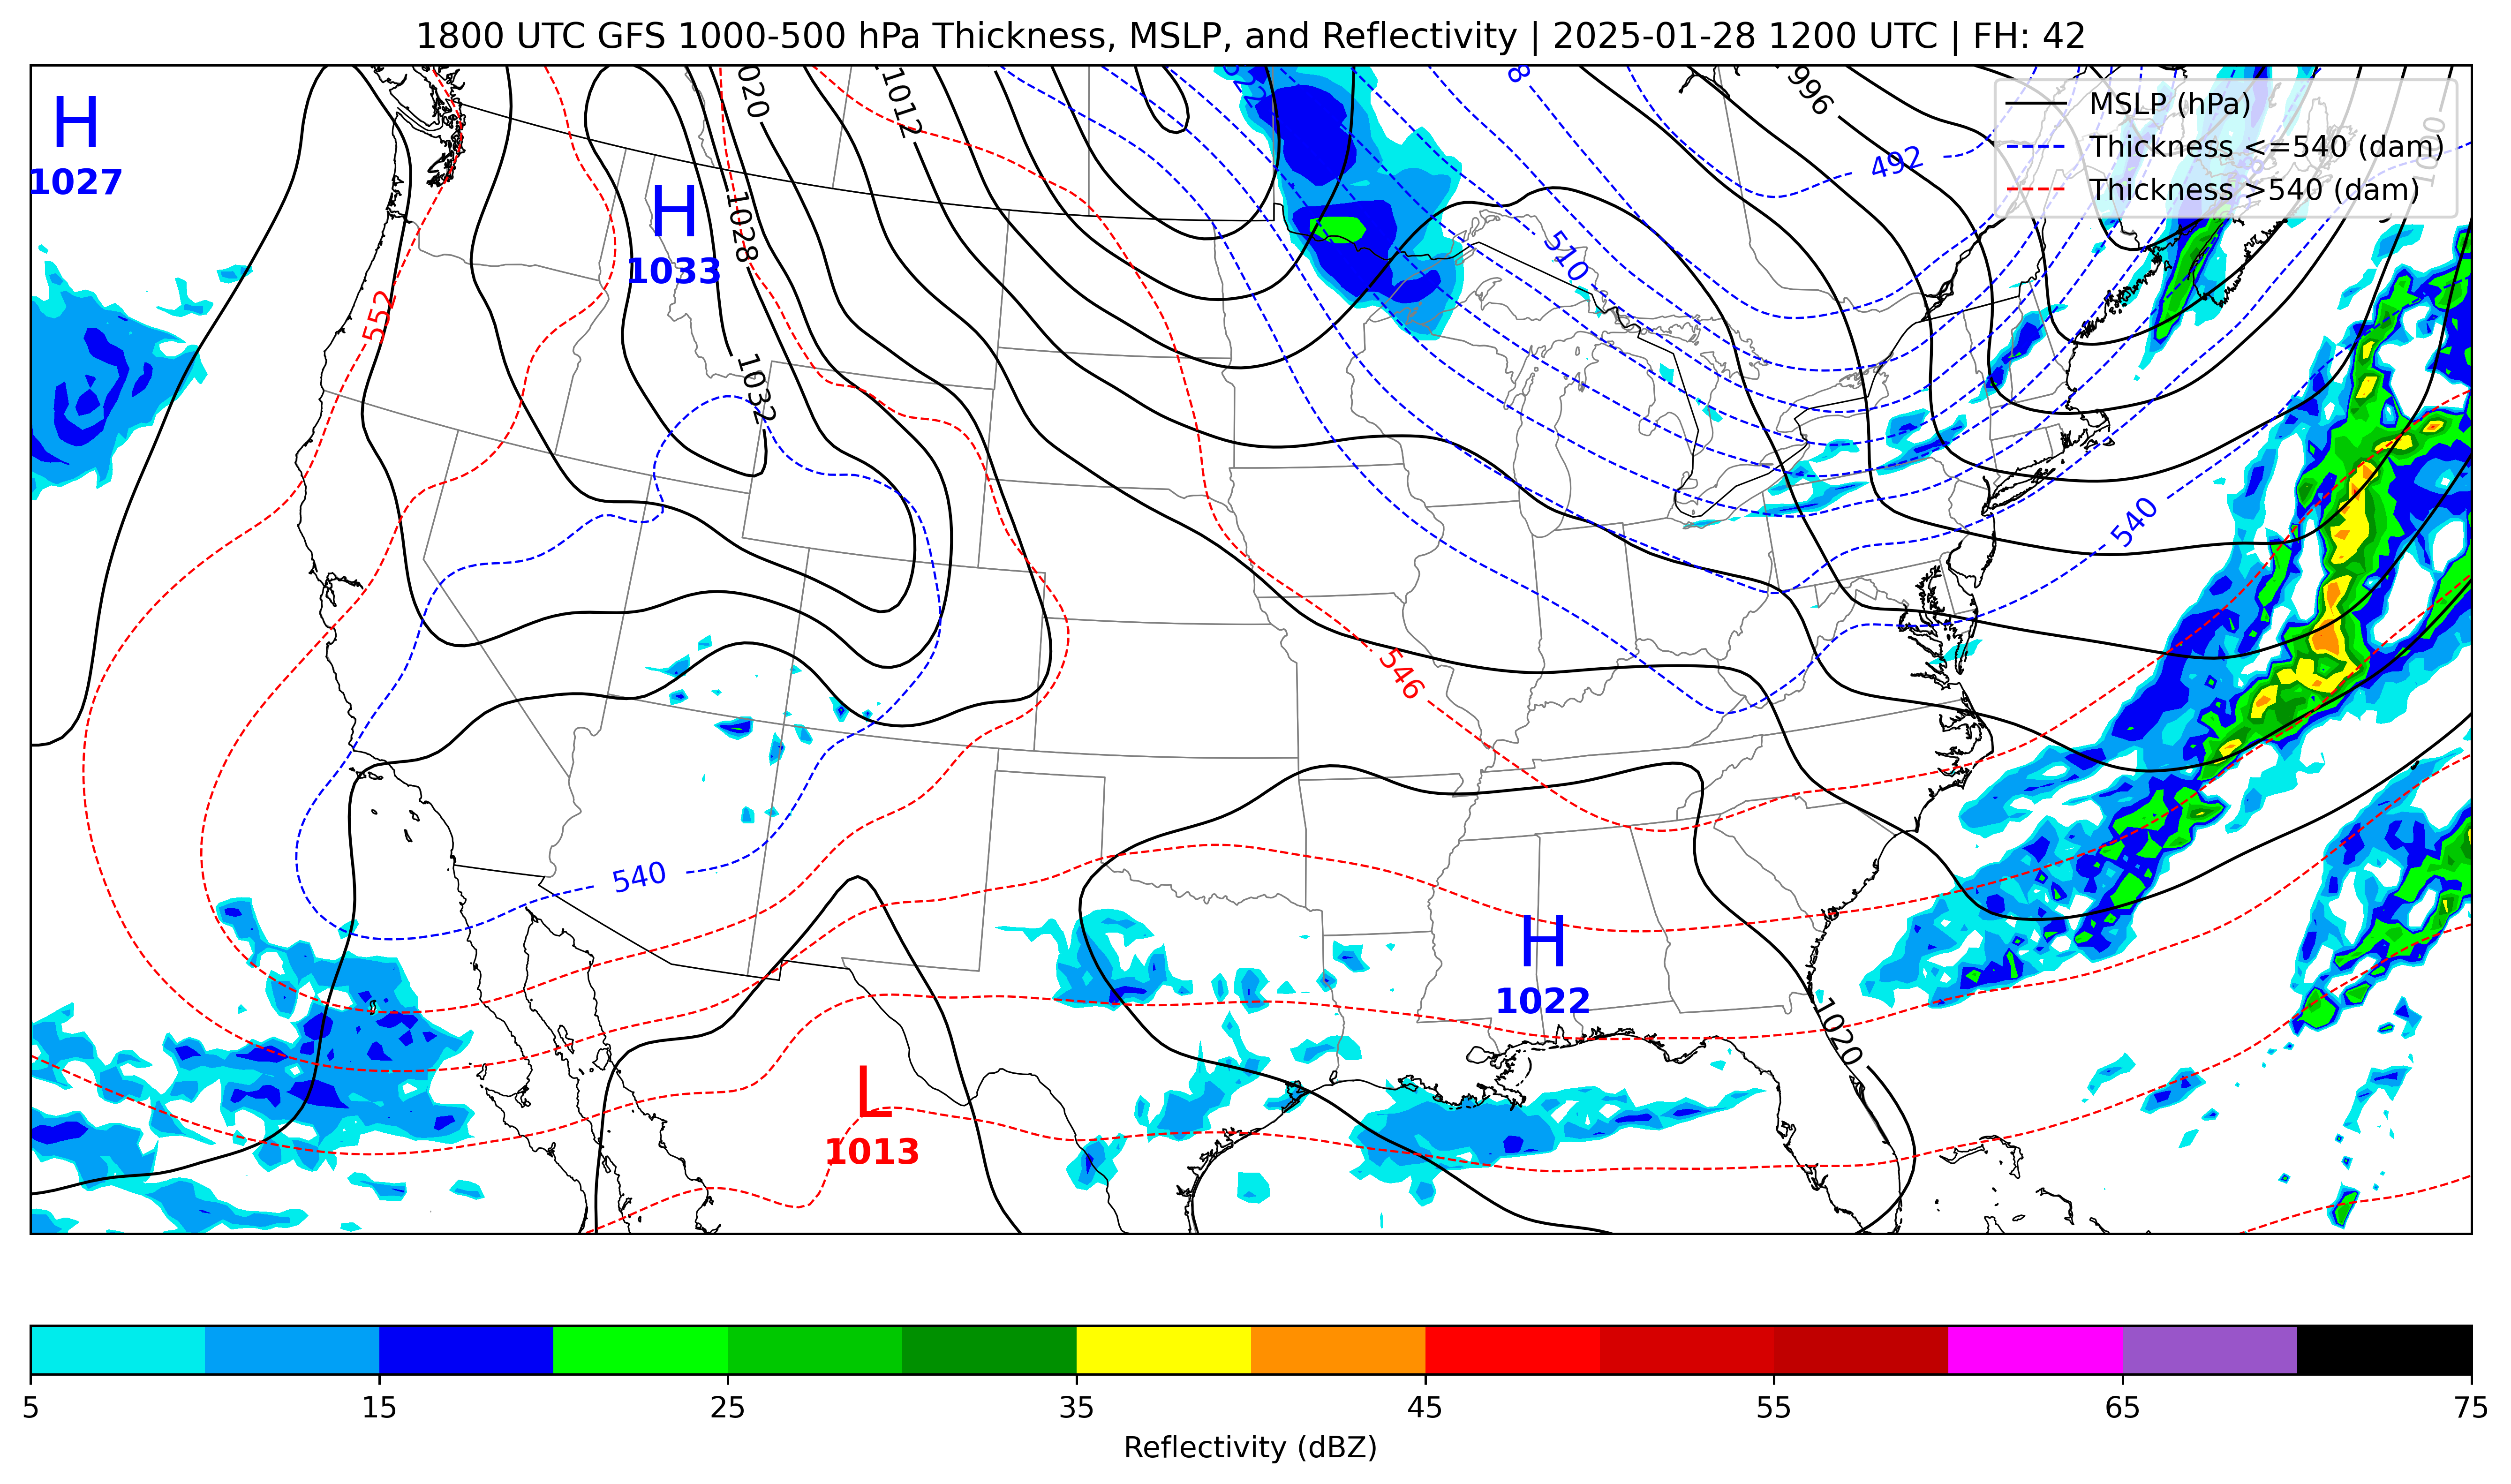 1800 UTC GFS 1000-500 hPa Thickness, MSLP, and Reflectivity | 2025-01-28 1200 UTC | FH: 42
MSLP (hPa)
Thickness <=540 (dam)
Thickness >540 (dam)
H
1027
H
1033
H
1022
L
1013
1020
1012
1028
1032
996
492
510
552
540
546
540
1020
5
15
25
35
45
55
65
75
Reflectivity (dBZ)